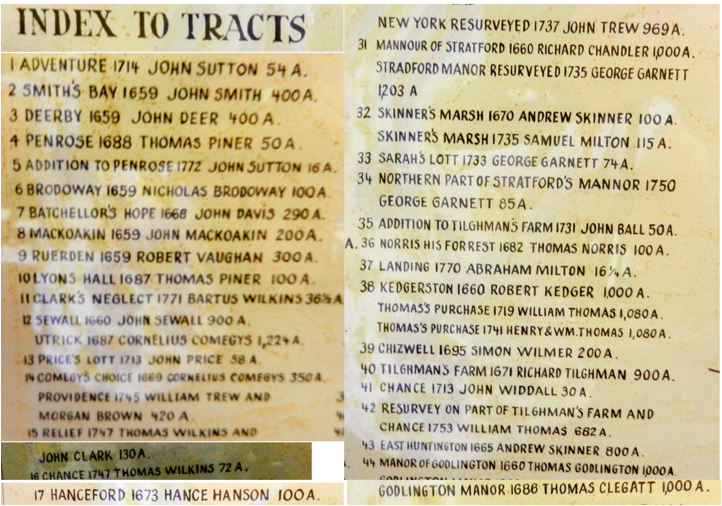 INDEX TO TRACTS
1 ADVENTURE 1714 JOHN SUTTON 54 A.
2 SMITH'S BAY 1659 JOHN SMITH 400 A.
3 DEERBY 1659 JOHN DEER 400 A.
4 PENROSE 1688 THOMAS PINER 50 A.
5 ADDITION TO PENROSE 1772 JOHN SUTTON 16 A.
6 BRODOWAY 1659 NICHOLAS BRODOWAY 100 A.
7 BATCHELLOR'S HOPE 1668 JOHN DAVIS 290 A.
8 MACKOAKIN 1659 JOHN MACKOAKIN 200 A.
9 RUERDEN 1659 ROBERT VAUGHAN 300 A.
10 LYONS HALL 1687 THOMAS PINER 100 A.
11 CLARK'S NEGLECT 1771 BARTUS WILKINS 36½ A.
12 SEWALL 1660 JOHN SEWALL 900 A.
UTRICK 1687 CORNELIUS COMEGYS 1,224 A.
13 PRICE'S LOTT 1713 JOHN PRICE 58 A.
14 COMEGY'S CHOICE 1669 CORNELIUS COMEGYS 350 A.
PROVIDENCE 1745 WILLIAM TREW AND
MORGAN BROWN 420 A.
15 RELIEF 1747 THOMAS WILKINS AND
JOHN CLARK 130 A.
16 CHANCE 1747 THOMAS WILKINS 72 A.
17 HANCEFORD 1673 HANCE HANSON 100 A.
NEW YORK RESURVEYED 1737 JOHN TREW 969 A.
31 MANNOUR OF STRATFORD 1660 RICHARD CHANDLER 1,000 A.
STRADFORD MANOR RESURVEYED 1735 GEORGE GARNETT
1,203 A
32 SKINNER'S MARSH 1670 ANDREW SKINNER 100 A.
SKINNER'S MARSH 1735 SAMUEL MILTON 115 A.
33 SARAH'S LOTT 1733 GEORGE GARNETT 74 A.
34 NORTHERN PART OF STRATFORD'S MANNOR 1750
GEORGE GARNETT 85 A.
35 ADDITION TO TILGHMAN'S FARM 1731 JOHN BALL 50 A.
A. 36 NORRIS HIS FORREST 1682 THOMAS NORRIS 100 A.
37 LANDING 1770 ABRAHAM MILTON 16¼ A.
38 KEDGERSTON 1660 ROBERT KEDGER 1,000 A.
THOMAS'S PURCHASE 1719 WILLIAM THOMAS 1,080 A.
THOMAS'S PURCHASE 1741 HENRY & WM. THOMAS 1,080 A.
39 CHIZWELL 1695 SIMON WILMER 200 A.
40 TILGHMAN'S FARM 1671 RICHARD TILGHMAN 900 A.
41 CHANCE 1713 JOHN WIDDALL 30 A.
42 RESURVEY ON PART OF TILGHMAN'S FARM AND
CHANCE 1753 WILLIAM THOMAS 682 A.
43 EAST HUNTINGTON 1665 ANDREW SKINNER 800 A.
44 MANOR OF GODLINGTON 1660 THOMAS GODLINGTON 1,000 A.
GODLINGTON MANOR 1686 THOMAS CLEGATT 1,000 A.